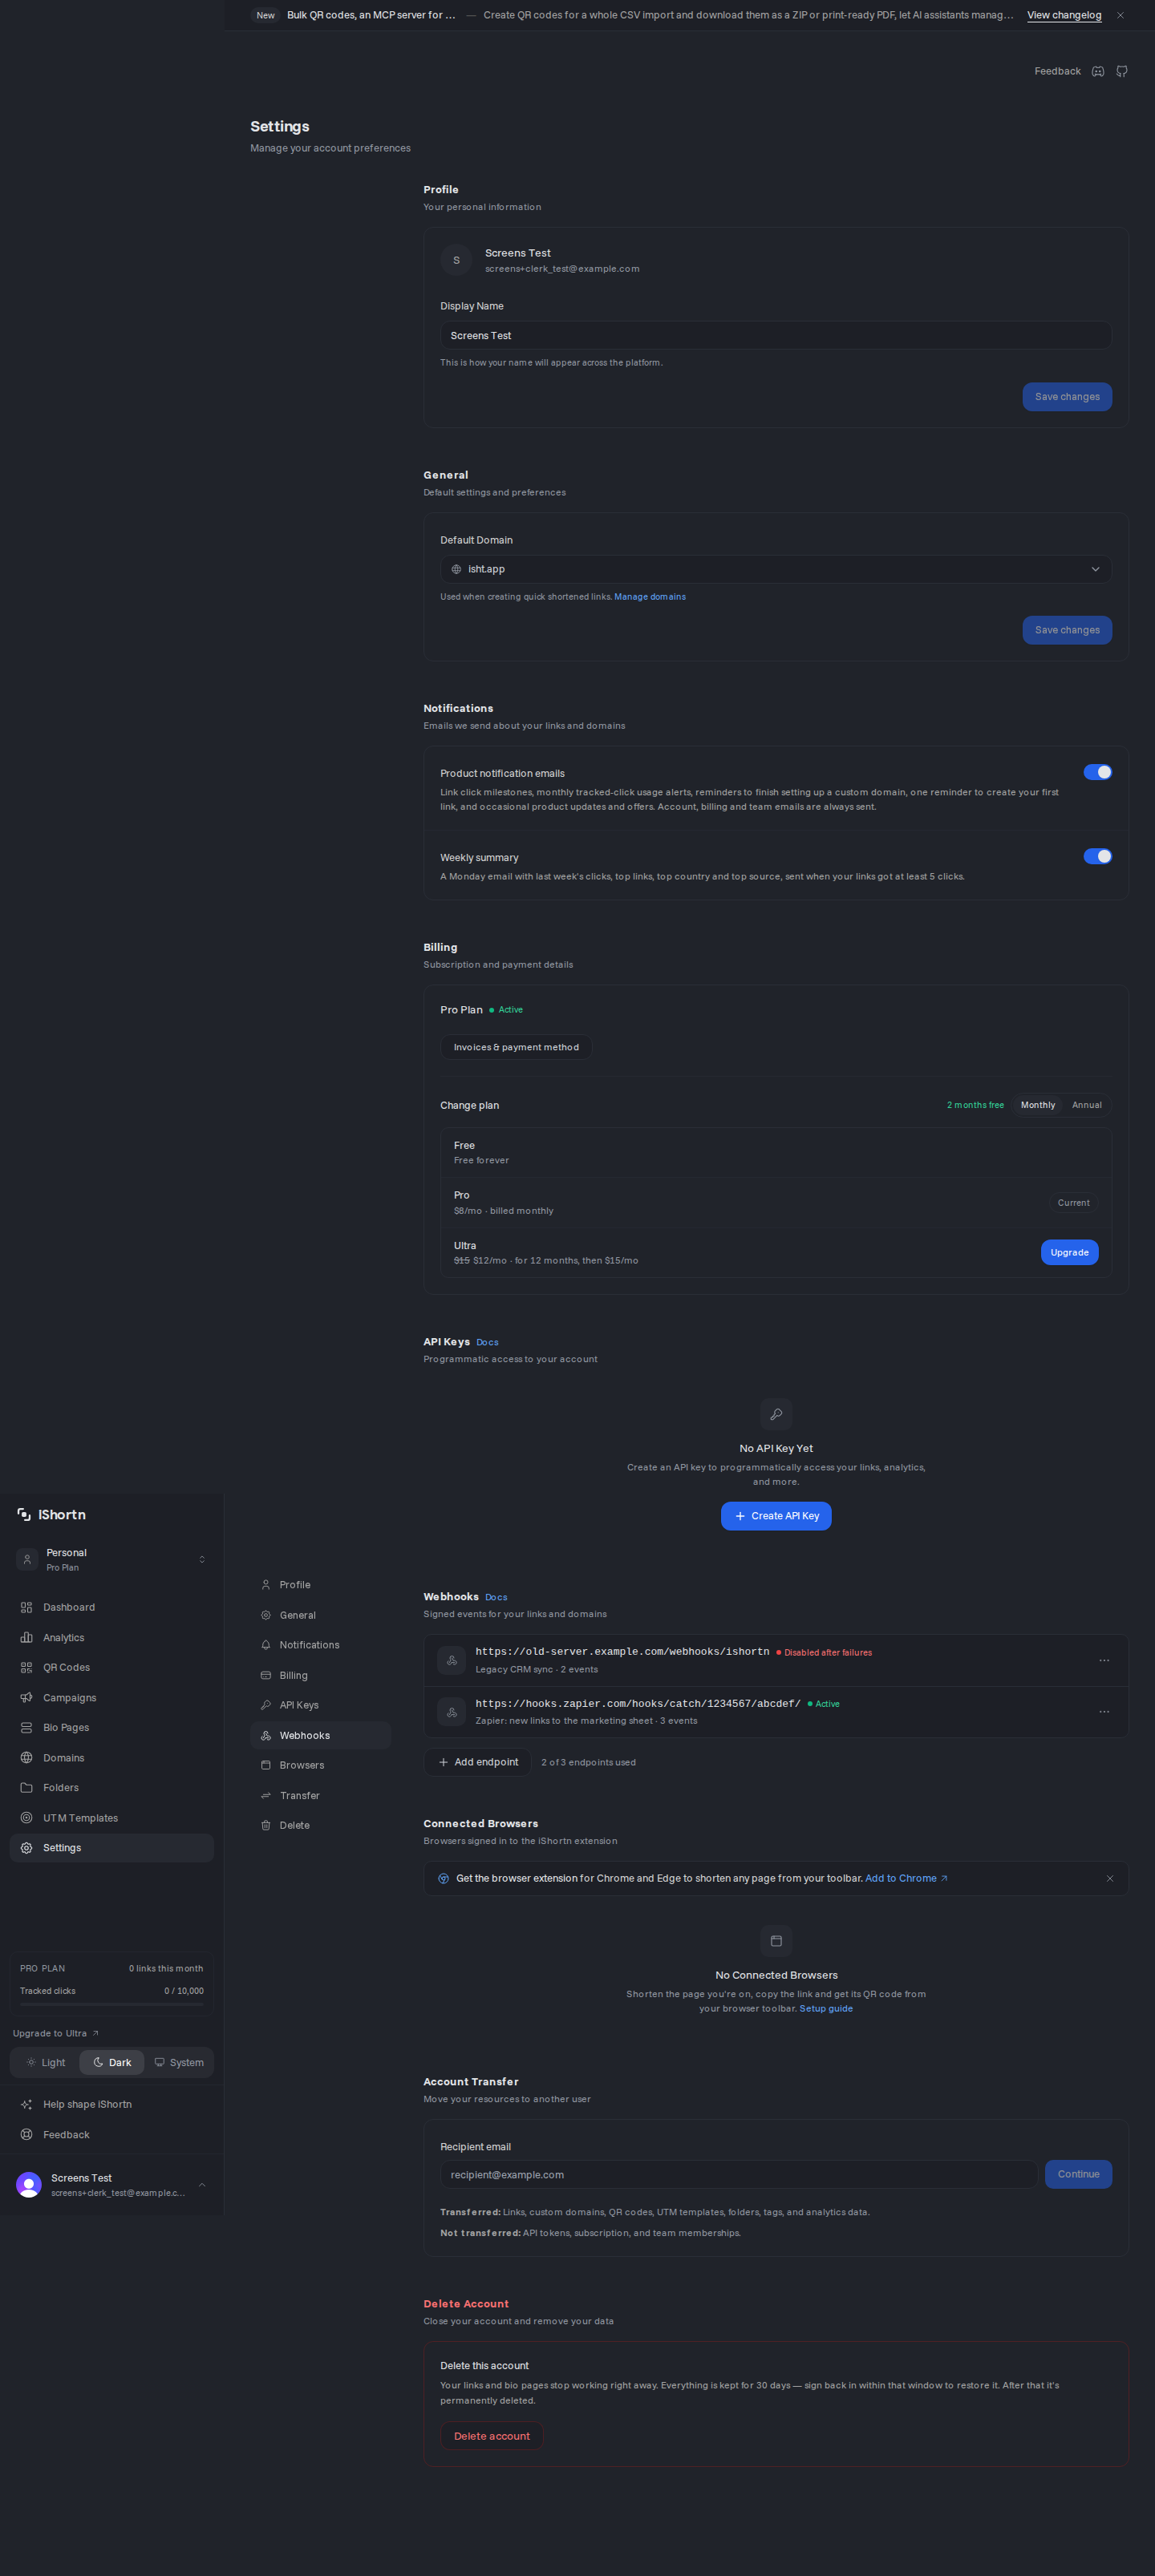 New Bulk QR codes, an MCP server for ... — Create QR codes for a whole CSV import and download them as a ZIP or print-ready PDF, let AI assistants manag... View changelog
Feedback
Settings
Manage your account preferences
Profile
Your personal information
S
Screens Test
screens+clerk_test@example.com
Display Name
Screens Test
This is how your name will appear across the platform.
Save changes
General
Default settings and preferences
Default Domain
isht.app
Used when creating quick shortened links. Manage domains
Save changes
Notifications
Emails we send about your links and domains
Product notification emails
Link click milestones, monthly tracked-click usage alerts, reminders to finish setting up a custom domain, one reminder to create your first
link, and occasional product updates and offers. Account, billing and team emails are always sent.
Weekly summary
A Monday email with last week's clicks, top links, top country and top source, sent when your links got at least 5 clicks.
Billing
Subscription and payment details
Pro Plan Active
Invoices & payment method
Change plan
2 months free Monthly Annual
Free
Free forever
Pro
$8/mo · billed monthly
Current
Ultra
$15 $12/mo · for 12 months, then $15/mo
Upgrade
API Keys Docs
Programmatic access to your account
No API Key Yet
Create an API key to programmatically access your links, analytics,
and more.
Create API Key
Webhooks Docs
Signed events for your links and domains
https://old-server.example.com/webhooks/ishortn Disabled after failures
Legacy CRM sync · 2 events
https://hooks.zapier.com/hooks/catch/1234567/abcdef/ Active
Zapier: new links to the marketing sheet · 3 events
Add endpoint 2 of 3 endpoints used
Connected Browsers
Browsers signed in to the iShortn extension
Get the browser extension for Chrome and Edge to shorten any page from your toolbar. Add to Chrome
No Connected Browsers
Shorten the page you're on, copy the link and get its QR code from
your browser toolbar. Setup guide
Account Transfer
Move your resources to another user
Recipient email
recipient@example.com
Continue
Transferred: Links, custom domains, QR codes, UTM templates, folders, tags, and analytics data.
Not transferred: API tokens, subscription, and team memberships.
Delete Account
Close your account and remove your data
Delete this account
Your links and bio pages stop working right away. Everything is kept for 30 days — sign back in within that window to restore it. After that it's
permanently deleted.
Delete account
Profile
General
Notifications
Billing
API Keys
Webhooks
Browsers
Transfer
Delete
iShortn
Personal
Pro Plan
Dashboard
Analytics
QR Codes
Campaigns
Bio Pages
Domains
Folders
UTM Templates
Settings
PRO PLAN 0 links this month
Tracked clicks 0 / 10,000
Upgrade to Ultra
Light Dark System
Help shape iShortn
Feedback
Screens Test
screens+clerk_test@example.c...